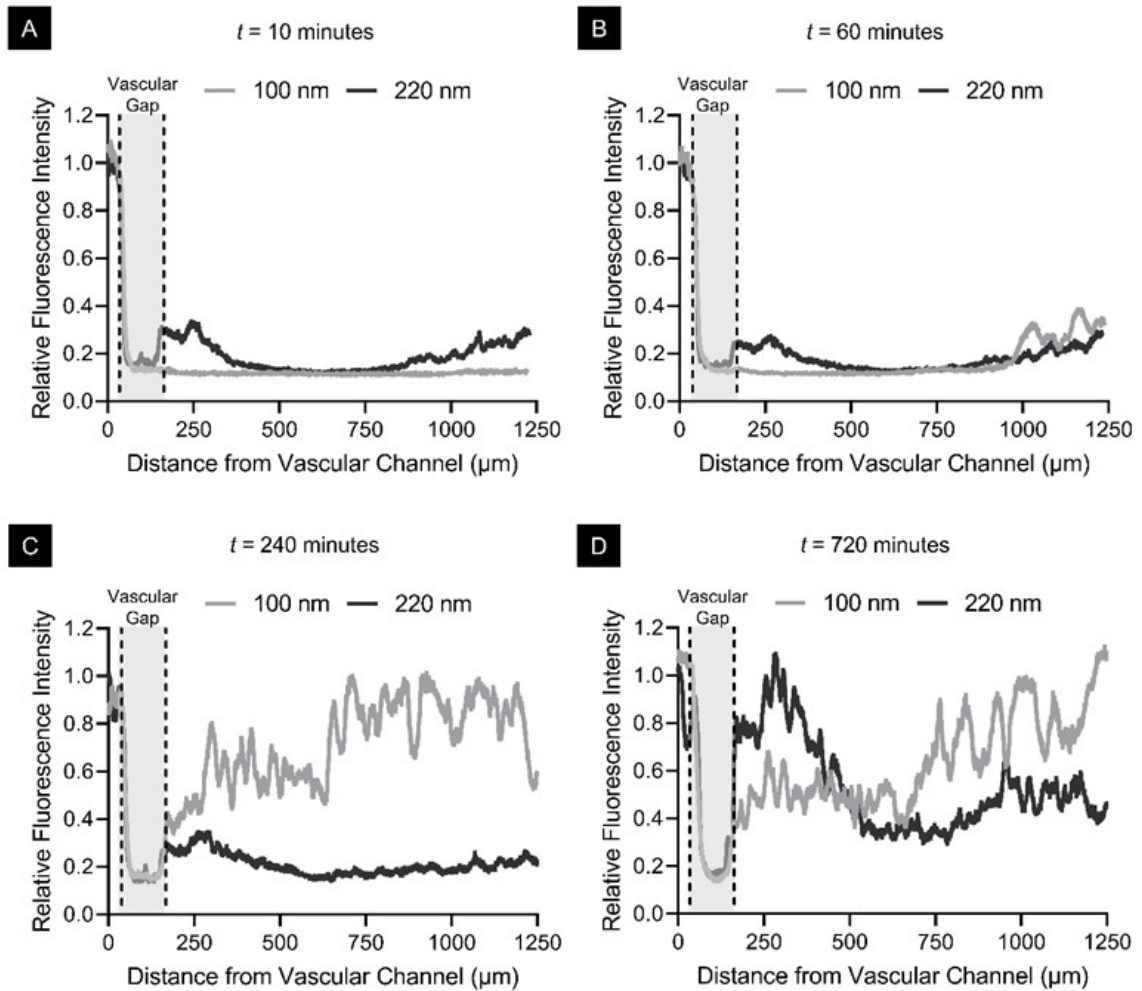 A
t = 10 minutes
Vascular
Gap
100 nm
220 nm
Relative Fluorescence Intensity
1.2
1.0
0.8
0.6
0.4
0.2
0.0
0 250 500 750 1000 1250
Distance from Vascular Channel (µm)
B
t = 60 minutes
Vascular
Gap
100 nm
220 nm
Relative Fluorescence Intensity
1.2
1.0
0.8
0.6
0.4
0.2
0.0
0 250 500 750 1000 1250
Distance from Vascular Channel (µm)
C
t = 240 minutes
Vascular
Gap
100 nm
220 nm
Relative Fluorescence Intensity
1.2
1.0
0.8
0.6
0.4
0.2
0.0
0 250 500 750 1000 1250
Distance from Vascular Channel (µm)
D
t = 720 minutes
Vascular
Gap
100 nm
220 nm
Relative Fluorescence Intensity
1.2
1.0
0.8
0.6
0.4
0.2
0.0
0 250 500 750 1000 1250
Distance from Vascular Channel (µm)